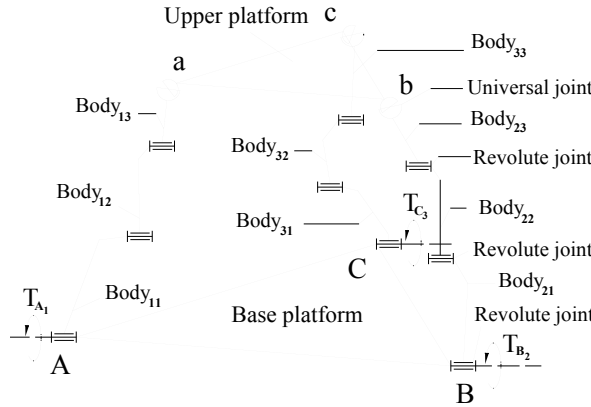 Upper platform
c
Body33
a
Universal joint
b
Body13
Body23
Body32
Revolute joint
Body12
TC3
Body22
Body31
Revolute joint
C
Body21
TA1
Body11
Base platform
Revolute joint
A
TB2
B